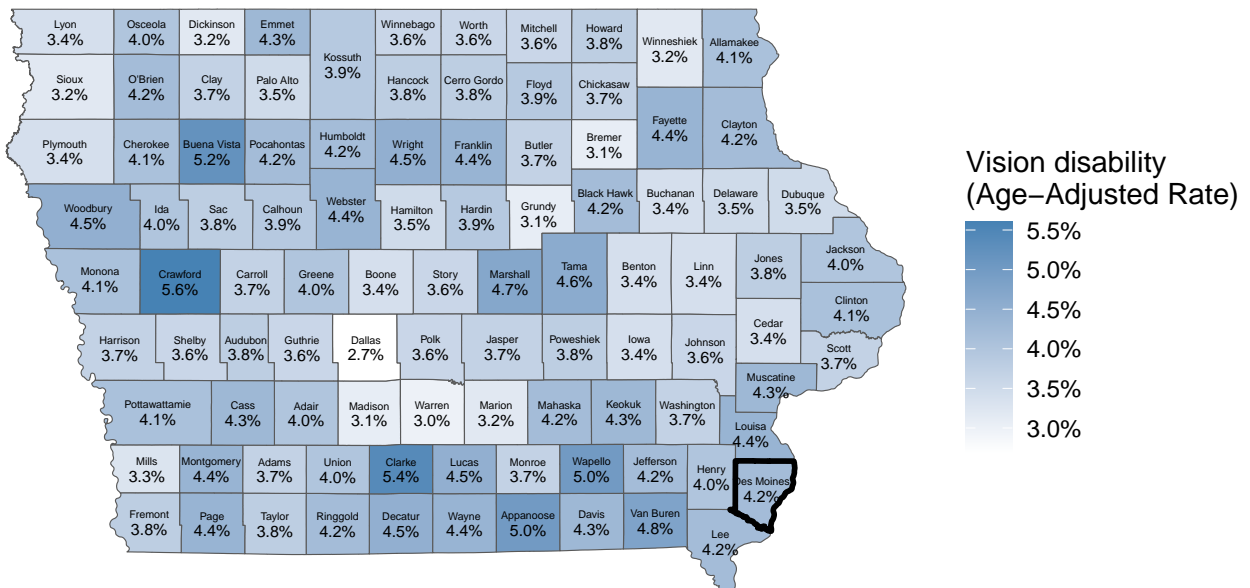 Lyon
3.4%
Osceola
4.0%
Dickinson
3.2%
Emmet
4.3%
Kossuth
3.9%
Winnebago
3.6%
Worth
3.6%
Mitchell
3.6%
Howard
3.8%
Winneshiek
3.2%
Allamakee
4.1%
Sioux
3.2%
O'Brien
4.2%
Clay
3.7%
Palo Alto
3.5%
Hancock
3.8%
Cerro Gordo
3.8%
Floyd
3.9%
Chickasaw
3.7%
Fayette
4.4%
Clayton
4.2%
Plymouth
3.4%
Cherokee
4.1%
Buena Vista
5.2%
Pocahontas
4.2%
Humboldt
4.2%
Wright
4.5%
Franklin
4.4%
Butler
3.7%
Bremer
3.1%
Woodbury
4.5%
Ida
4.0%
Sac
3.8%
Calhoun
3.9%
Webster
4.4%
Hamilton
3.5%
Hardin
3.9%
Grundy
3.1%
Black Hawk
4.2%
Buchanan
3.4%
Delaware
3.5%
Dubuque
3.5%
Monona
4.1%
Crawford
5.6%
Carroll
3.7%
Greene
4.0%
Boone
3.4%
Story
3.6%
Marshall
4.7%
Tama
4.6%
Benton
3.4%
Linn
3.4%
Jones
3.8%
Jackson
4.0%
Clinton
4.1%
Harrison
3.7%
Shelby
3.6%
Audubon
3.8%
Guthrie
3.6%
Dallas
2.7%
Polk
3.6%
Jasper
3.7%
Poweshiek
3.8%
Iowa
3.4%
Johnson
3.6%
Cedar
3.4%
Scott
3.7%
Muscatine
4.3%
Pottawattamie
4.1%
Cass
4.3%
Adair
4.0%
Madison
3.1%
Warren
3.0%
Marion
3.2%
Mahaska
4.2%
Keokuk
4.3%
Washington
3.7%
Louisa
4.4%
Mills
3.3%
Montgomery
4.4%
Adams
3.7%
Union
4.0%
Clarke
5.4%
Lucas
4.5%
Monroe
3.7%
Wapello
5.0%
Jefferson
4.2%
Henry
4.0%
Des Moines
4.2%
Fremont
3.8%
Page
4.4%
Taylor
3.8%
Ringgold
4.2%
Decatur
4.5%
Wayne
4.4%
Appanoose
5.0%
Davis
4.3%
Van Buren
4.8%
Lee
4.2%
Vision disability
(Age−Adjusted Rate)
5.5%
5.0%
4.5%
4.0%
3.5%
3.0%